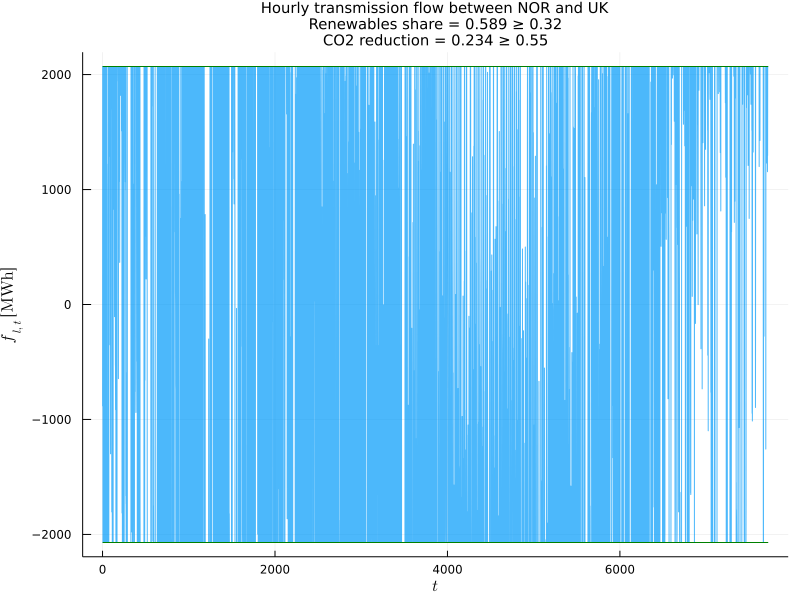 Hourly transmission flow between NOR and UK
Renewables share = 0.589 ≥ 0.32
CO2 reduction = 0.234 ≥ 0.55
2000
1000
0
−1000
−2000
f l,t [MWh]
0 2000 4000 6000
t